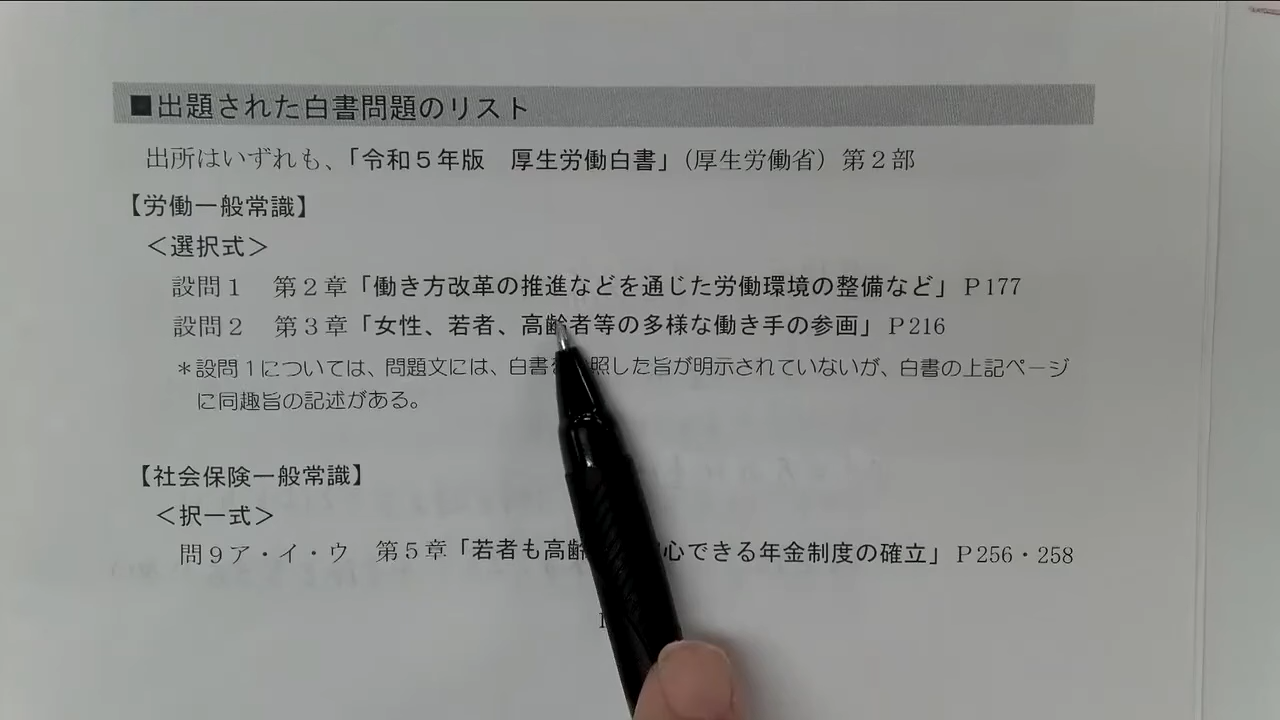 ■出題された白書問題のリスト
出所はいずれも、「令和５年版　厚生労働白書」（厚生労働省）第２部
【労働一般常識】
＜選択式＞
設問１　第２章「働き方改革の推進などを通じた労働環境の整備など」Ｐ177
設問２　第３章「女性、若者、高齢者等の多様な働き手の参画」Ｐ216
＊設問１については、問題文には、白書を照した旨が明示されていないが、白書の上記ページ
に同趣旨の記述がある。
【社会保険一般常識】
＜択一式＞
問９ア・イ・ウ　第５章「若者も高齢心できる年金制度の確立」Ｐ256・258